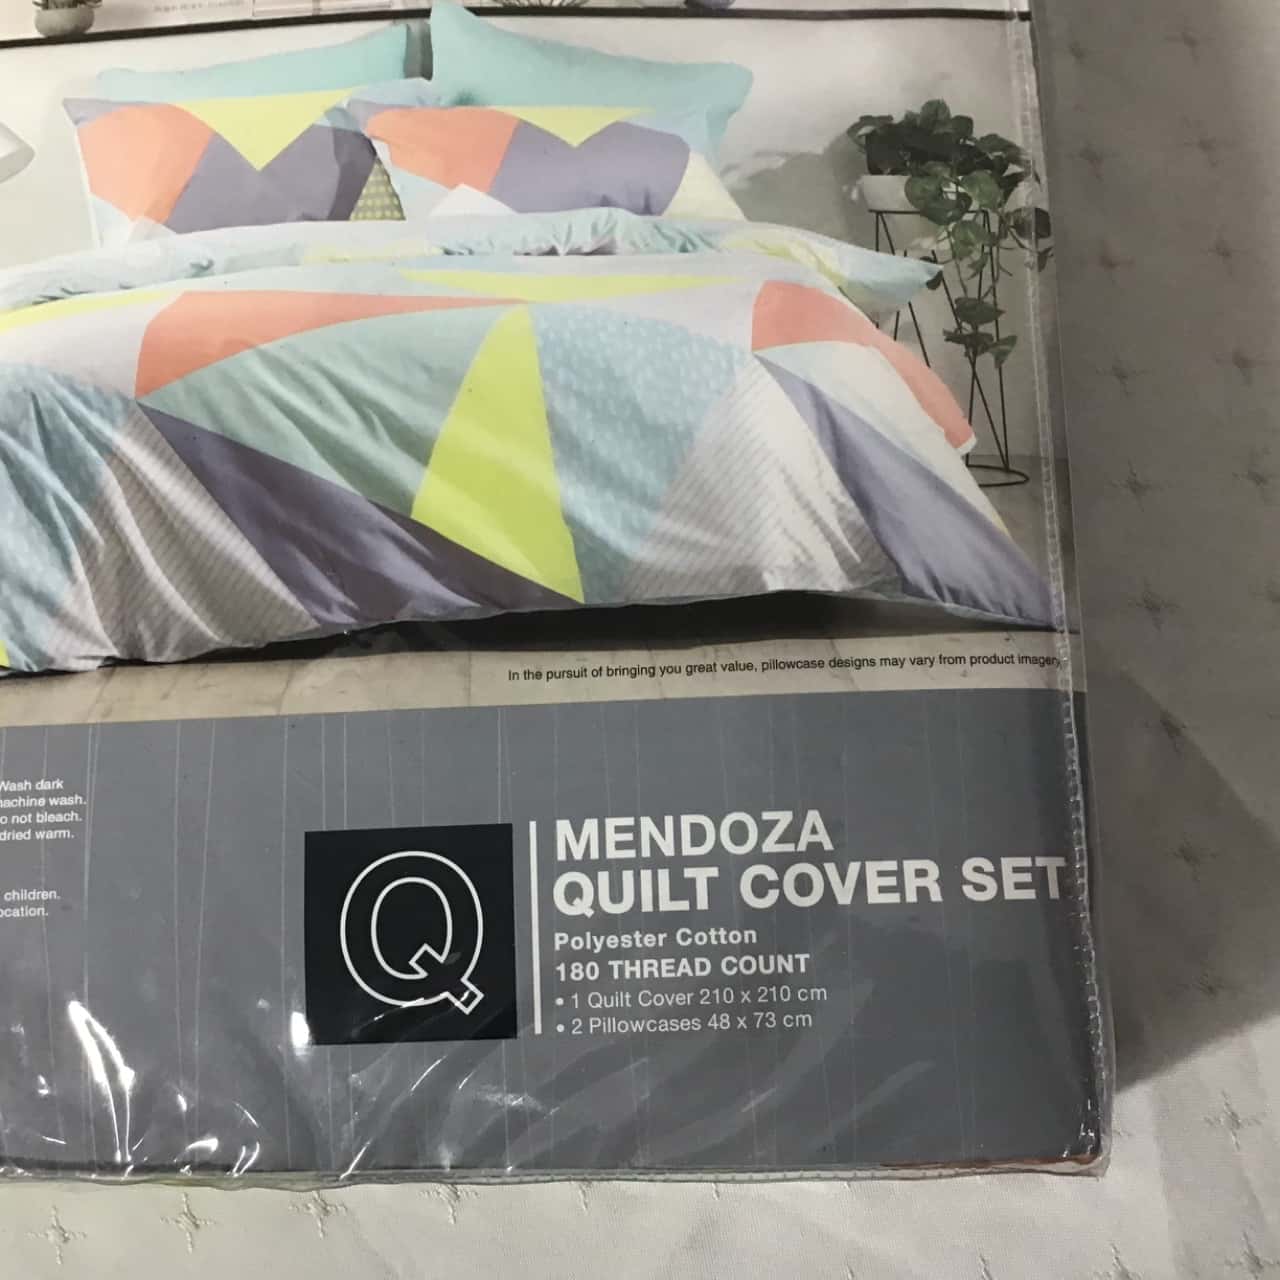 In the pursuit of bringing you great value, pillowcase designs may vary from product imagery
Wash dark
machine wash.
o not bleach.
dried warm.
children.
ocation.
Q
MENDOZA
QUILT COVER SET
Polyester Cotton
180 THREAD COUNT
• 1 Quilt Cover 210 x 210 cm
• 2 Pillowcases 48 x 73 cm